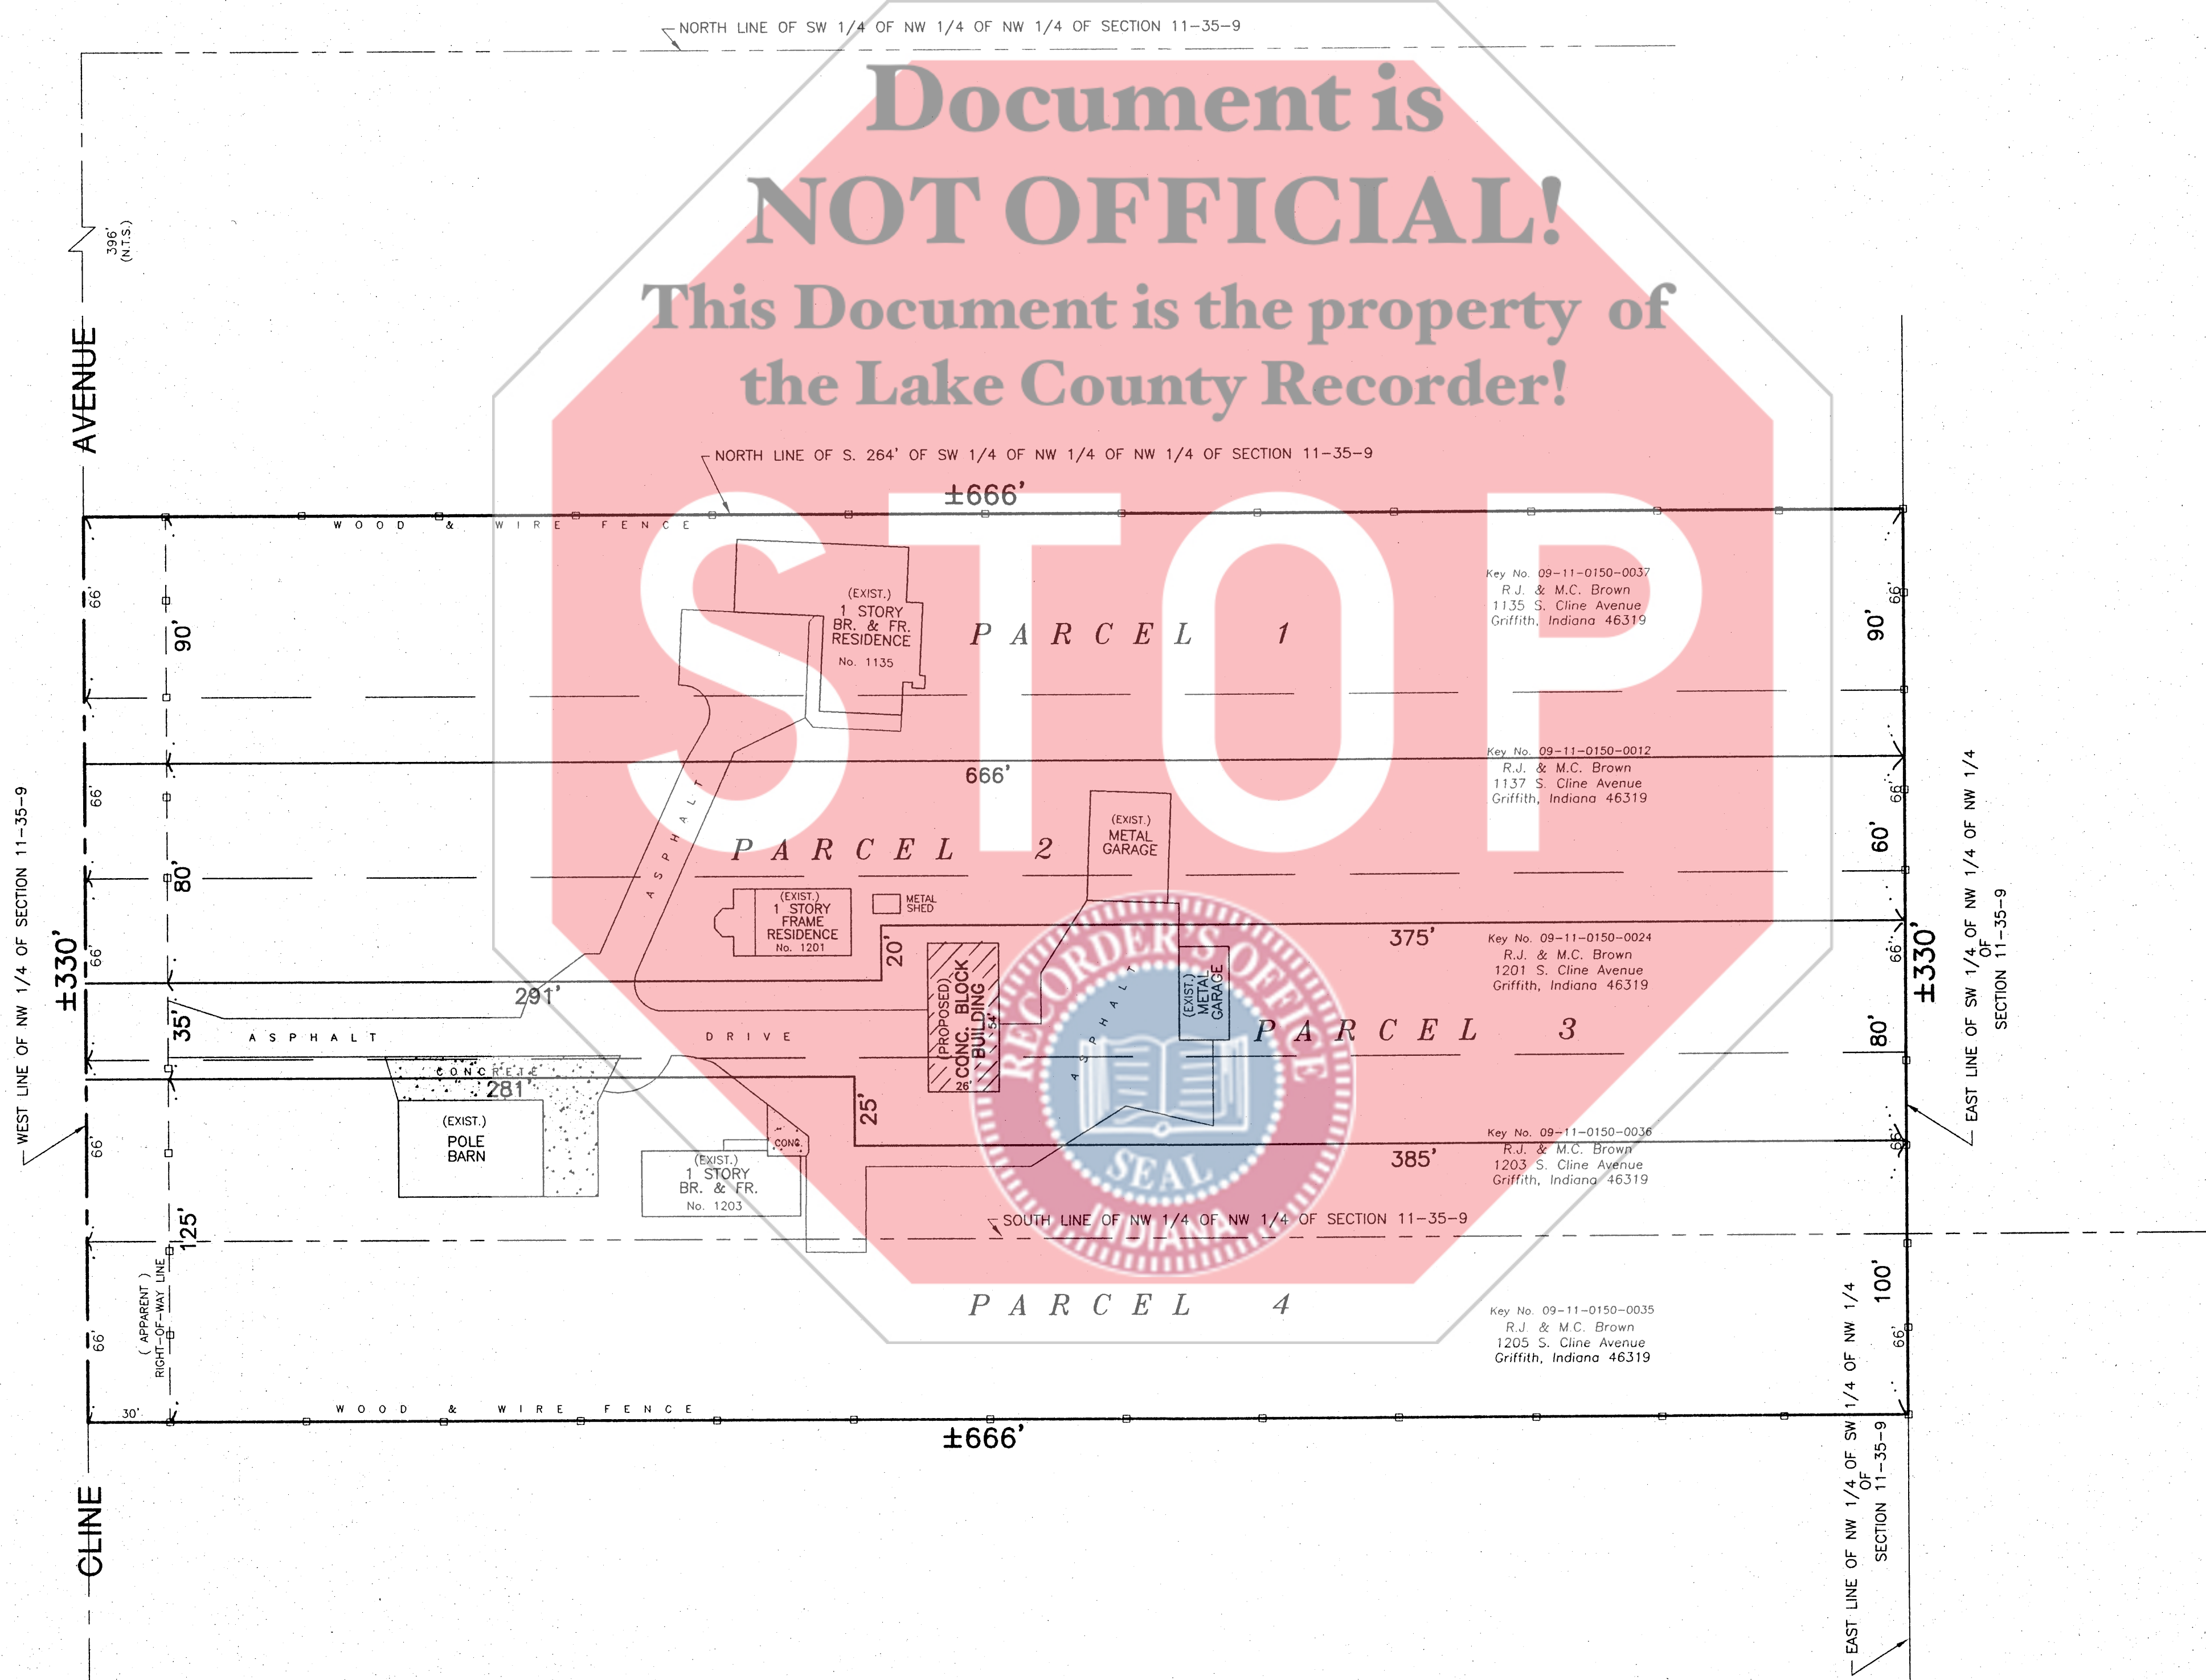 NORTH LINE OF SW 1/4 OF NW 1/4 OF NW 1/4 OF SECTION 11-35-9
Document is
NOT OFFICIAL!
This Document is the property of
the Lake County Recorder!
396'
(N.T.S.)
AVENUE
NORTH LINE OF S. 264' OF SW 1/4 OF NW 1/4 OF NW 1/4 OF SECTION 11-35-9
±666'
WOOD & WIRE FENCE
STOP
66'
90'
(EXIST.)
1 STORY
BR. & FR.
RESIDENCE
No. 1135
PARCEL 1
Key No. 09-11-0150-0037
R.J. & M.C. Brown
1135 S. Cline Avenue
Griffith, Indiana 46319
66'
90'
666'
Key No. 09-11-0150-0012
R.J. & M.C. Brown
1137 S. Cline Avenue
Griffith, Indiana 46319
66'
66'
ASPHALT
PARCEL 2
(EXIST.)
METAL
GARAGE
60'
80'
(EXIST.)
1 STORY
FRAME
RESIDENCE
No. 1201
METAL
SHED
WEST LINE OF NW 1/4 OF SECTION 11-35-9
±330'
66'
20'
375'
Key No. 09-11-0150-0024
R.J. & M.C. Brown
1201 S. Cline Avenue
Griffith, Indiana 46319
66'
±330'
EAST LINE OF SW 1/4 OF NW 1/4 OF NW 1/4
OF
SECTION 11-35-9
291'
35'
ASPHALT
DRIVE
(PROPOSED)
CONC. BLOCK
BUILDING
54'
26'
ASPHALT
(EXIST.)
METAL
GARAGE
PARCEL 3
80'
CONCRETE
281'
25'
(EXIST.)
POLE
BARN
66'
CONC.
(EXIST.)
1 STORY
BR. & FR.
No. 1203
385'
Key No. 09-11-0150-0036
R.J. & M.C. Brown
1203 S. Cline Avenue
Griffith, Indiana 46319
66'
RECORDER'S OFFICE
SEAL
INDIANA
125'
SOUTH LINE OF NW 1/4 OF NW 1/4 OF SECTION 11-35-9
( APPARENT )
RIGHT-OF-WAY LINE
66'
PARCEL 4
Key No. 09-11-0150-0035
R.J. & M.C. Brown
1205 S. Cline Avenue
Griffith, Indiana 46319
66'
100'
30'
WOOD & WIRE FENCE
±666'
CLINE
EAST LINE OF NW 1/4 OF SW 1/4 OF NW 1/4
OF
SECTION 11-35-9